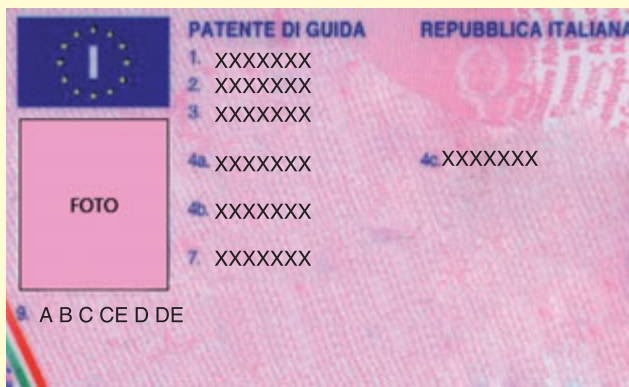 I
PATENTE DI GUIDA REPUBBLICA ITALIANA
1. XXXXXXX
2. XXXXXXX
3. XXXXXXX
4a. XXXXXXX 4c. XXXXXXX
FOTO
4b. XXXXXXX
7. XXXXXXX
9. A B C CE D DE